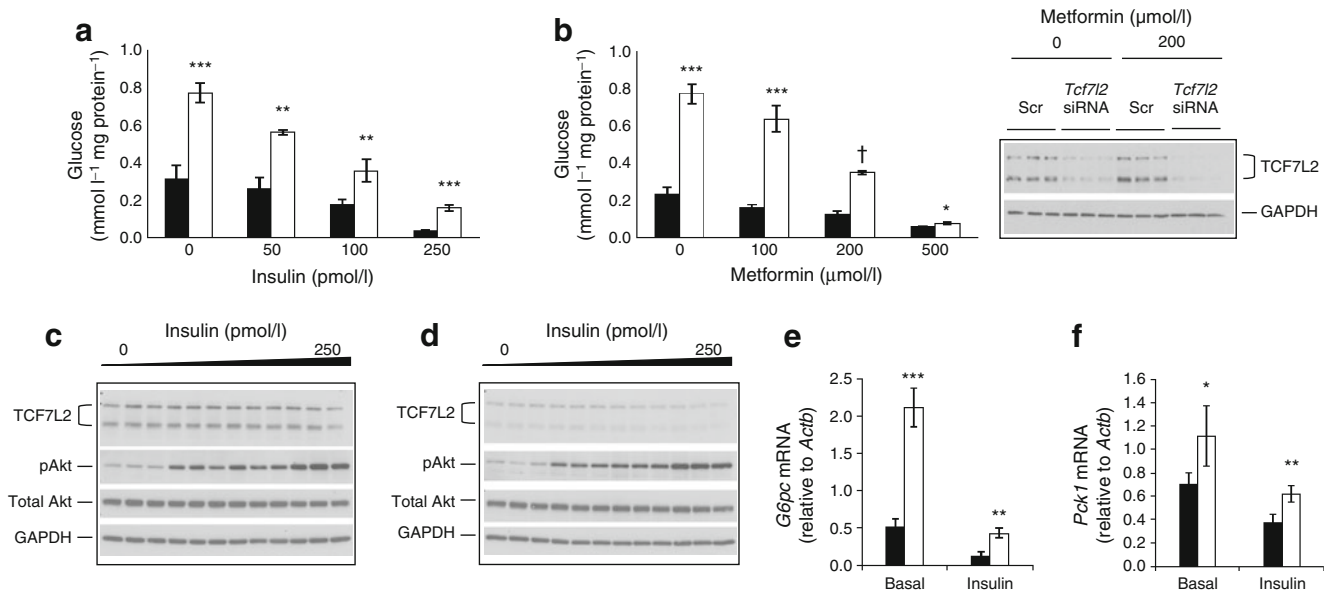 a
Glucose
(mmol l⁻¹ mg protein⁻¹)
1.0
0.8
0.6
0.4
0.2
0.0
***
**
**
***
0 50 100 250
Insulin (pmol/l)
b
Glucose
(mmol l⁻¹ mg protein⁻¹)
1.0
0.8
0.6
0.4
0.2
0.0
***
***
†
*
0 100 200 500
Metformin (μmol/l)
Metformin (μmol/l)
0 200
Tcf7l2 Tcf7l2
Scr siRNA Scr siRNA
TCF7L2
GAPDH
c
Insulin (pmol/l)
0 250
TCF7L2
pAkt
Total Akt
GAPDH
d
Insulin (pmol/l)
0 250
TCF7L2
pAkt
Total Akt
GAPDH
e
G6pc mRNA
(relative to Actb)
2.5
2.0
1.5
1.0
0.5
0.0
***
**
Basal Insulin
f
Pck1 mRNA
(relative to Actb)
1.6
1.4
1.2
1.0
0.8
0.6
0.4
0.2
0.0
*
**
Basal Insulin